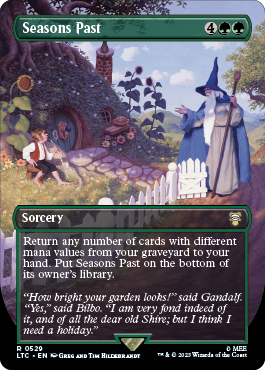 Seasons Past 4
Sorcery
Return any number of cards with different
mana values from your graveyard to your
hand. Put Seasons Past on the bottom of
its owner's library.
"How bright your garden looks!" said Gandalf.
"Yes," said Bilbo. "I am very fond indeed of
it, and of all the dear old Shire; but I think I
need a holiday."
R 0529
LTC • EN Greg and Tim Hildebrandt
™ & © 2023 Wizards of the Coast